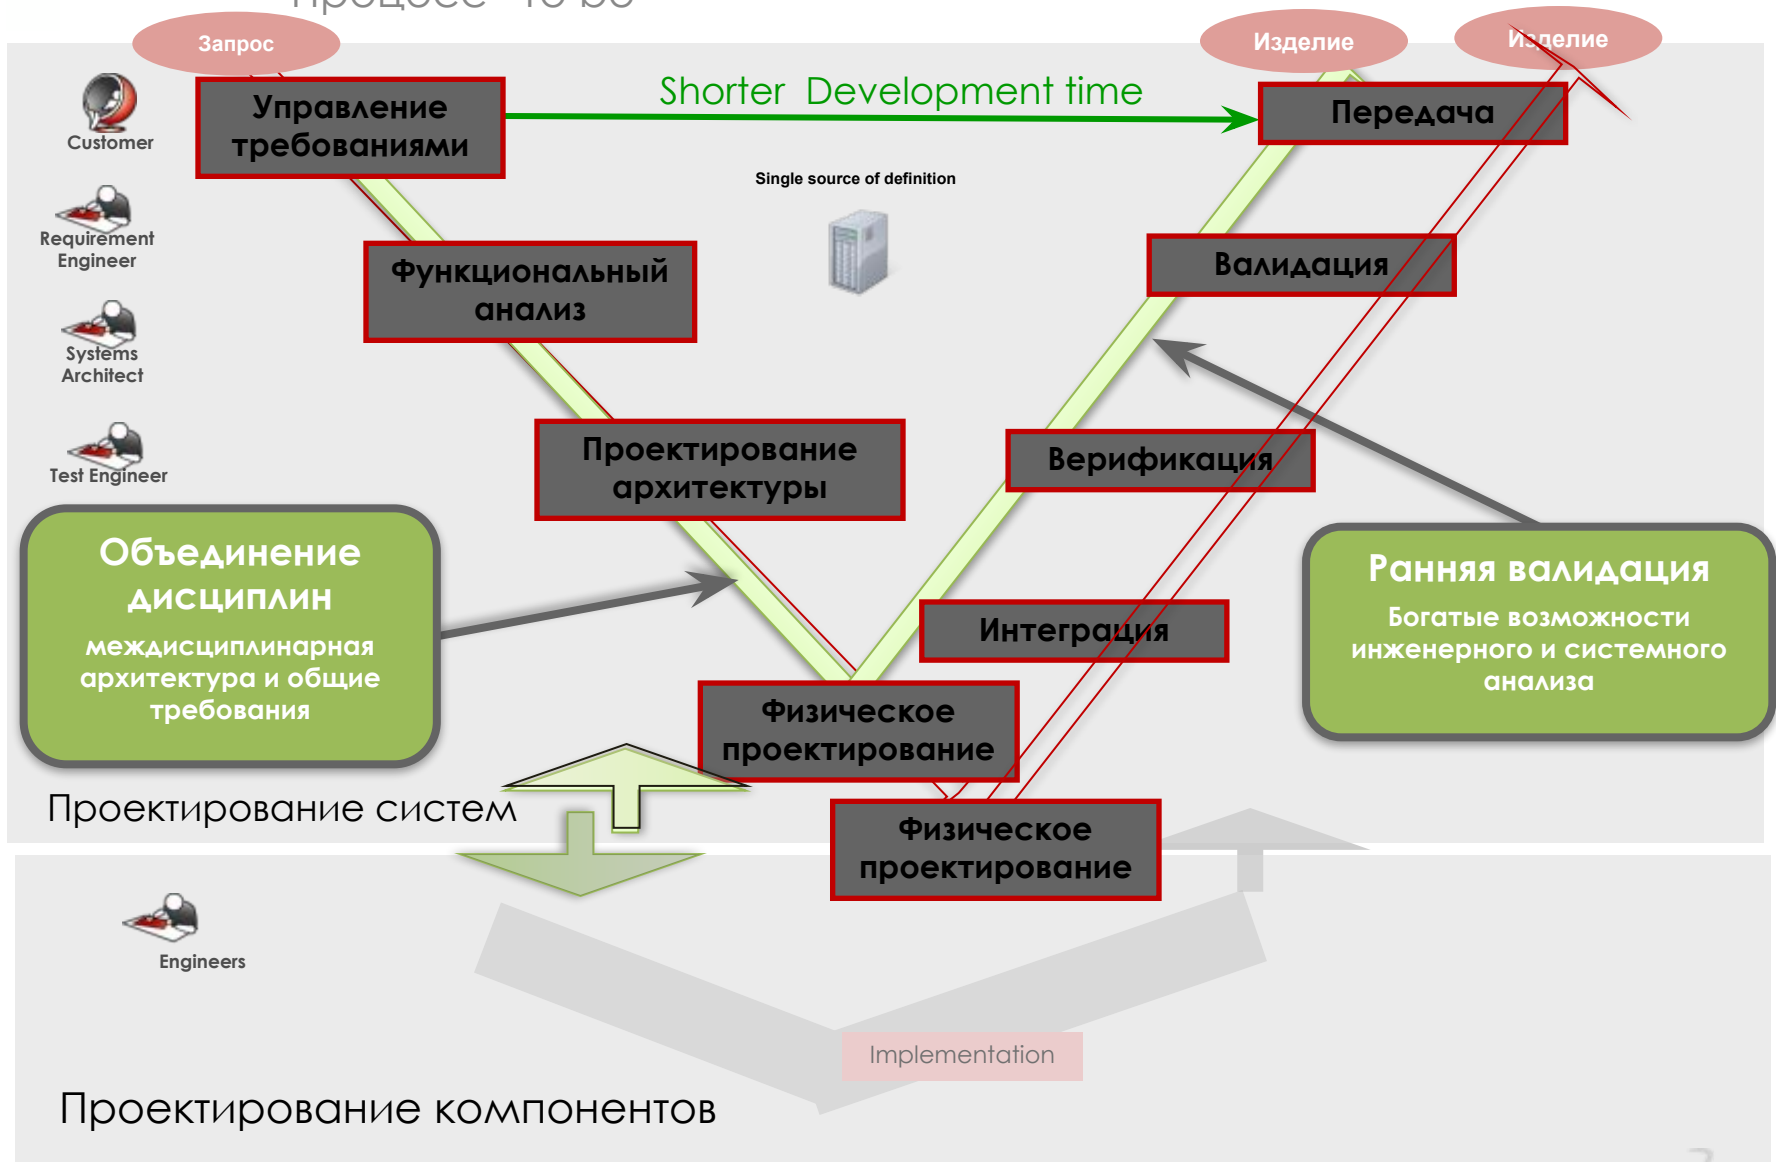 Запрос
Изделие
Изделие
Управление
требованиями
Shorter Development time
Передача
Customer
Single source of definition
Requirement
Engineer
Функциональный
анализ
Валидация
Systems
Architect
Проектирование
архитектуры
Верификация
Test Engineer
Объединение
дисциплин
междисциплинарная
архитектура и общие
требования
Ранняя валидация
Богатые возможности
инженерного и системного
анализа
Интеграция
Физическое
проектирование
Проектирование систем
Физическое
проектирование
Engineers
Implementation
Проектирование компонентов